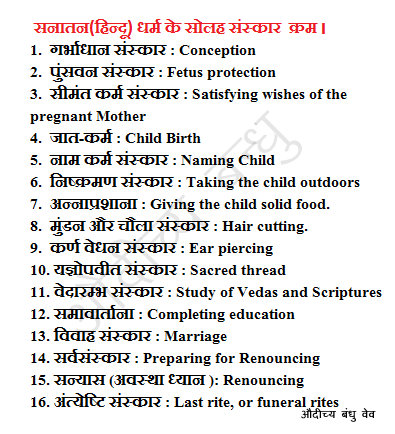 सनातन(हिन्दू) धर्म के सोलह संस्कार क्रम ।
1. गर्भाधान संस्कार : Conception
2. पुंसवन संस्कार : Fetus protection
3. सीमंत कर्म संस्कार : Satisfying wishes of the
pregnant Mother
4. जात-कर्म : Child Birth
5. नाम कर्म संस्कार : Naming Child
6. निष्क्रमण संस्कार : Taking the child outdoors
7. अन्नाप्रशाना : Giving the child solid food.
8. मुंडन और चौला संस्कार : Hair cutting.
9. कर्ण वेधन संस्कार : Ear piercing
10. यज्ञोपवीत संस्कार : Sacred thread
11. वेदारम्भ संस्कार : Study of Vedas and Scriptures
12. समावार्ताना : Completing education
13. विवाह संस्कार : Marriage
14. सर्वसंस्कार : Preparing for Renouncing
15. सन्यास (अवस्था ध्यान ): Renouncing
16. अंत्येष्टि संस्कार : Last rite, or funeral rites
औदीच्य बंधु वेव
औदीच्य बन्धु